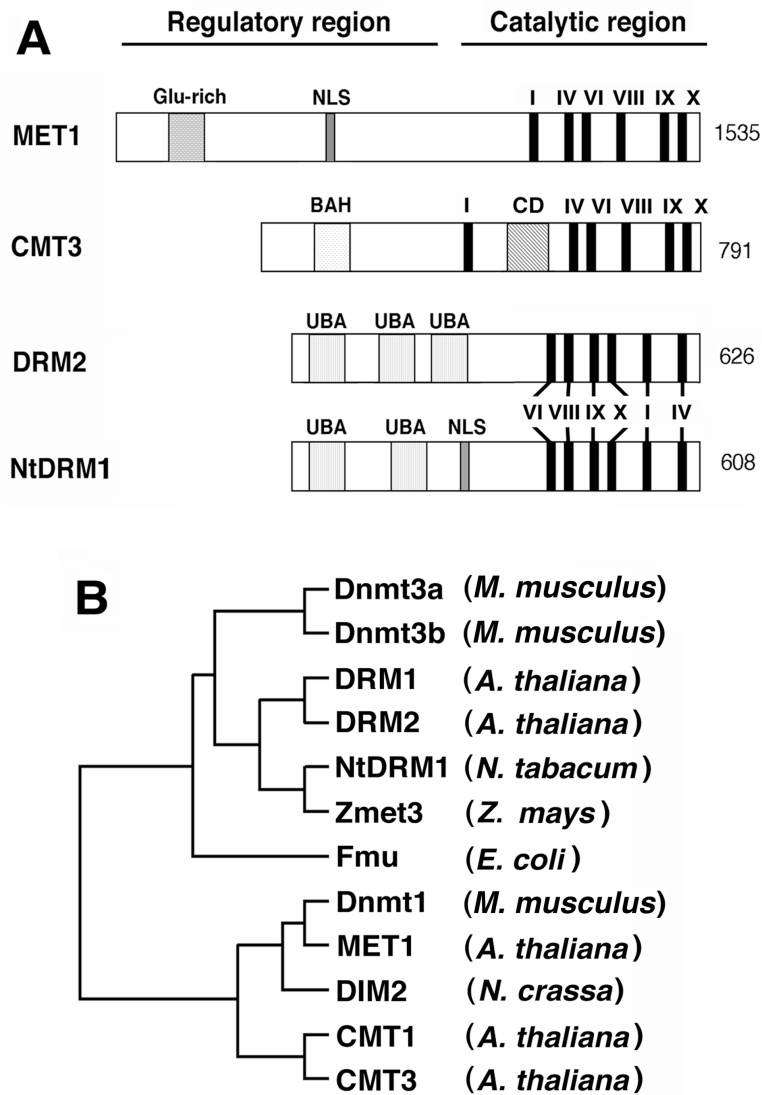 A Regulatory region Catalytic region
Glu-rich NLS I IV VI VIII IX X
MET1 1535
BAH I CD IV VI VIII IX X
CMT3 791
UBA UBA UBA
DRM2 626
VI VIII IX X I IV
UBA UBA NLS
NtDRM1 608
B
Dnmt3a (M. musculus)
Dnmt3b (M. musculus)
DRM1 (A. thaliana)
DRM2 (A. thaliana)
NtDRM1 (N. tabacum)
Zmet3 (Z. mays)
Fmu (E. coli)
Dnmt1 (M. musculus)
MET1 (A. thaliana)
DIM2 (N. crassa)
CMT1 (A. thaliana)
CMT3 (A. thaliana)